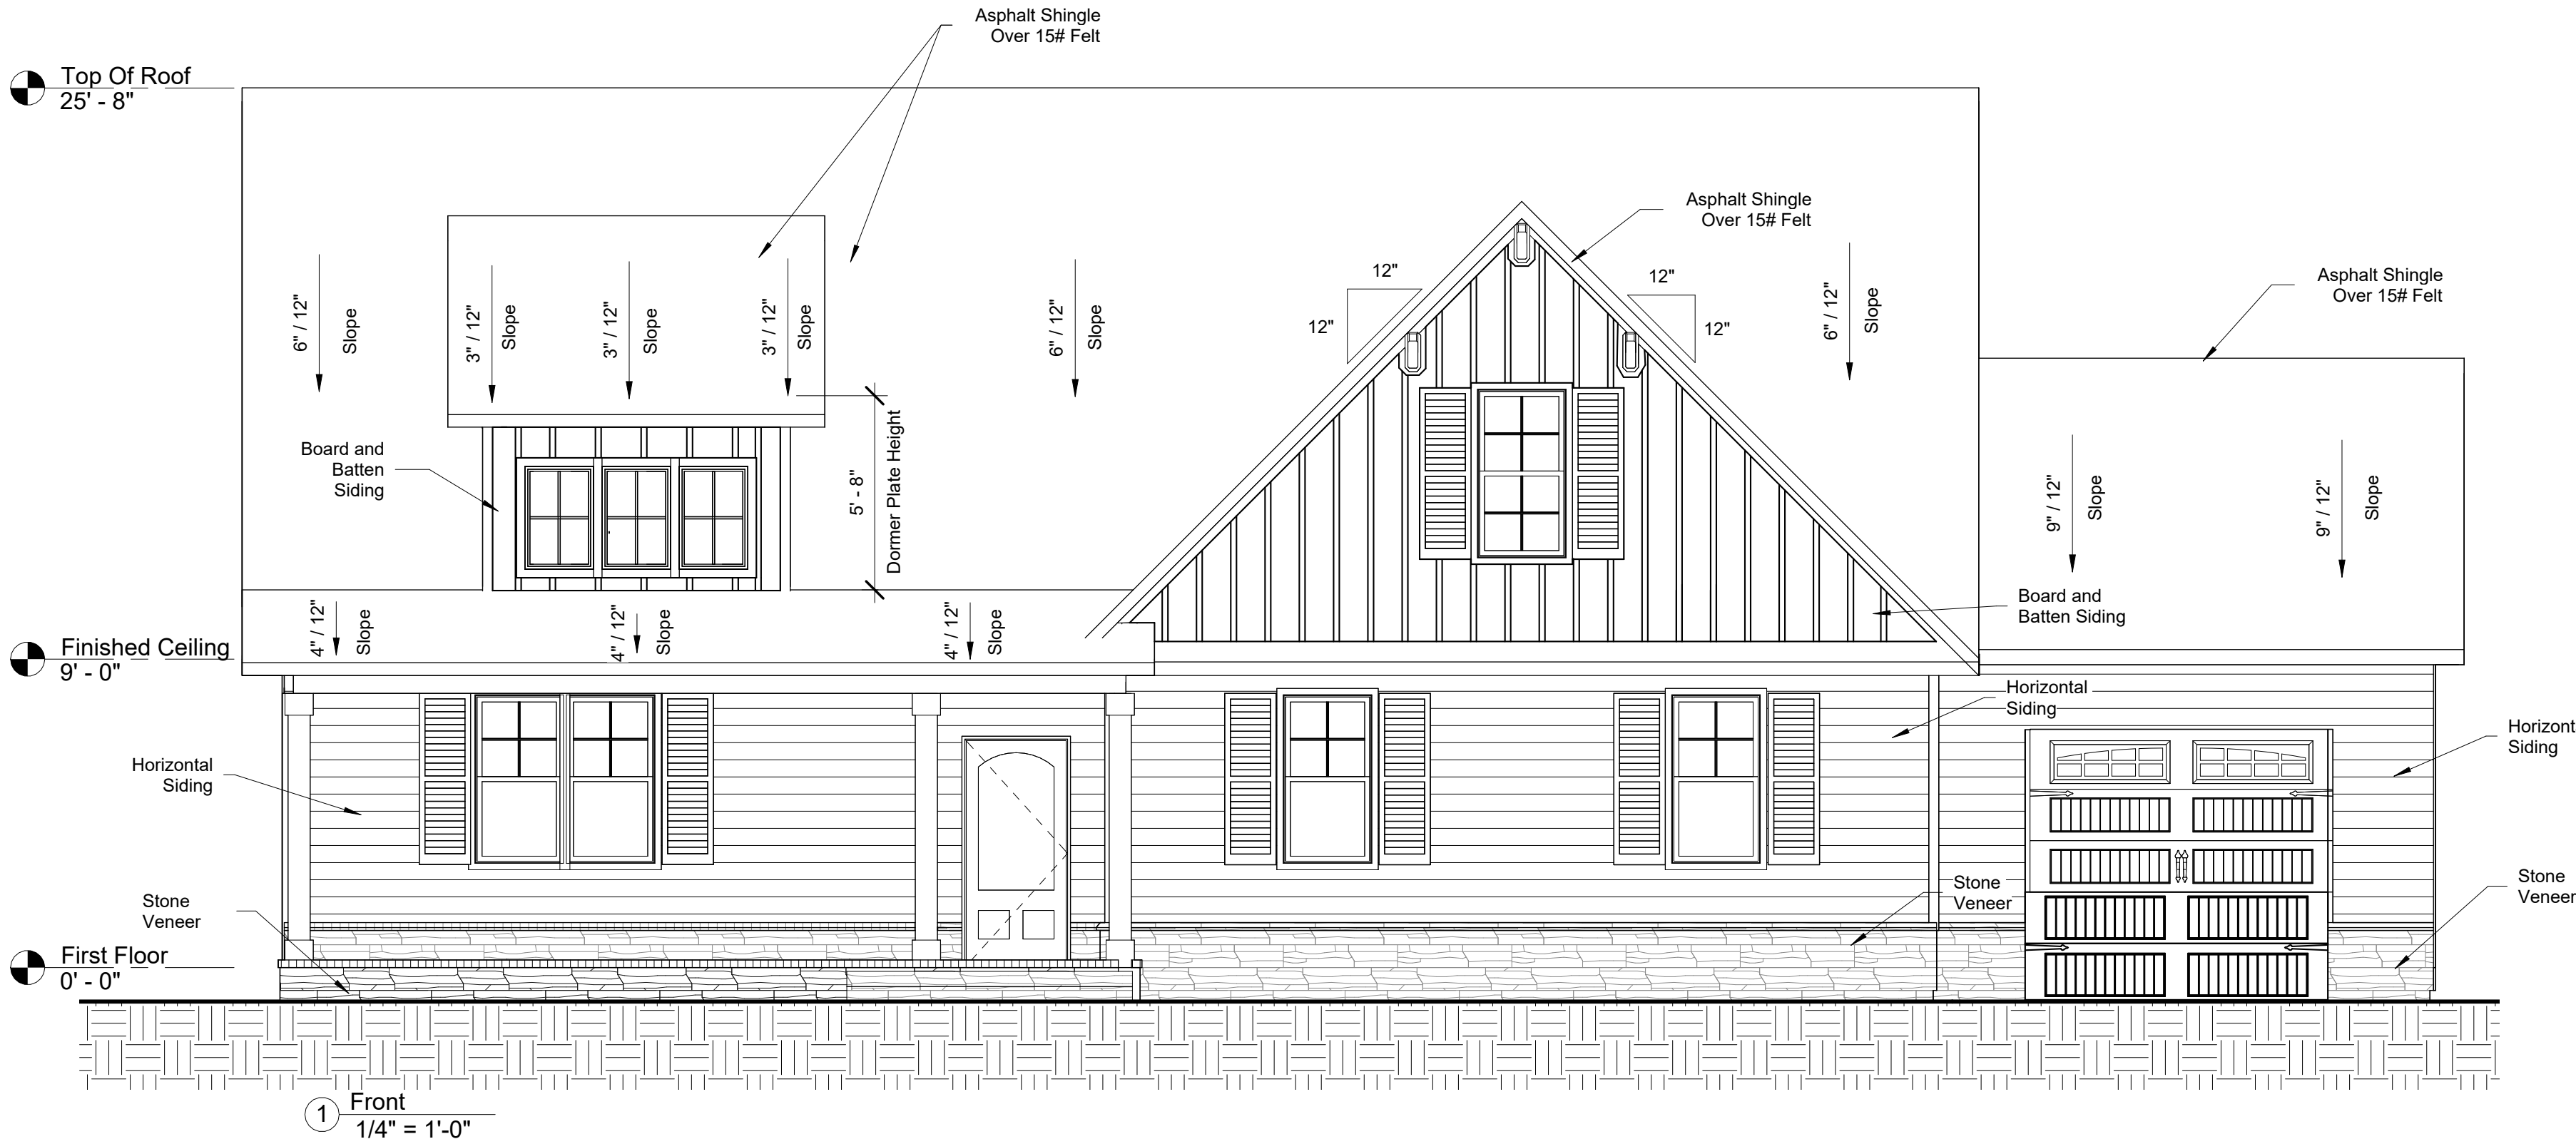 Asphalt Shingle
Over 15# Felt
Top Of Roof
25' - 8"
Asphalt Shingle
Over 15# Felt
12"
12"
12"
12"
Asphalt Shingle
Over 15# Felt
6" / 12"
Slope
3" / 12"
Slope
3" / 12"
Slope
3" / 12"
Slope
6" / 12"
Slope
6" / 12"
Slope
Board and
Batten
Siding
5' - 8"
Dormer Plate Height
9" / 12"
Slope
9" / 12"
Slope
4" / 12"
Slope
4" / 12"
Slope
4" / 12"
Slope
Board and
Batten Siding
Finished Ceiling
9' - 0"
Horizontal
Siding
Horizont
Siding
Horizontal
Siding
Stone
Veneer
Stone
Veneer
Stone
Veneer
First Floor
0' - 0"
1
Front
1/4" = 1'-0"